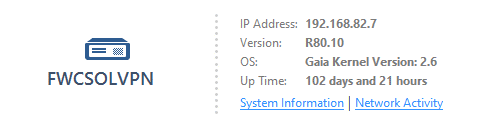 FWCSOLVPN
IP Address: 192.168.82.7
Version: R80.10
OS: Gaia Kernel Version: 2.6
Up Time: 102 days and 21 hours
System Information | Network Activity